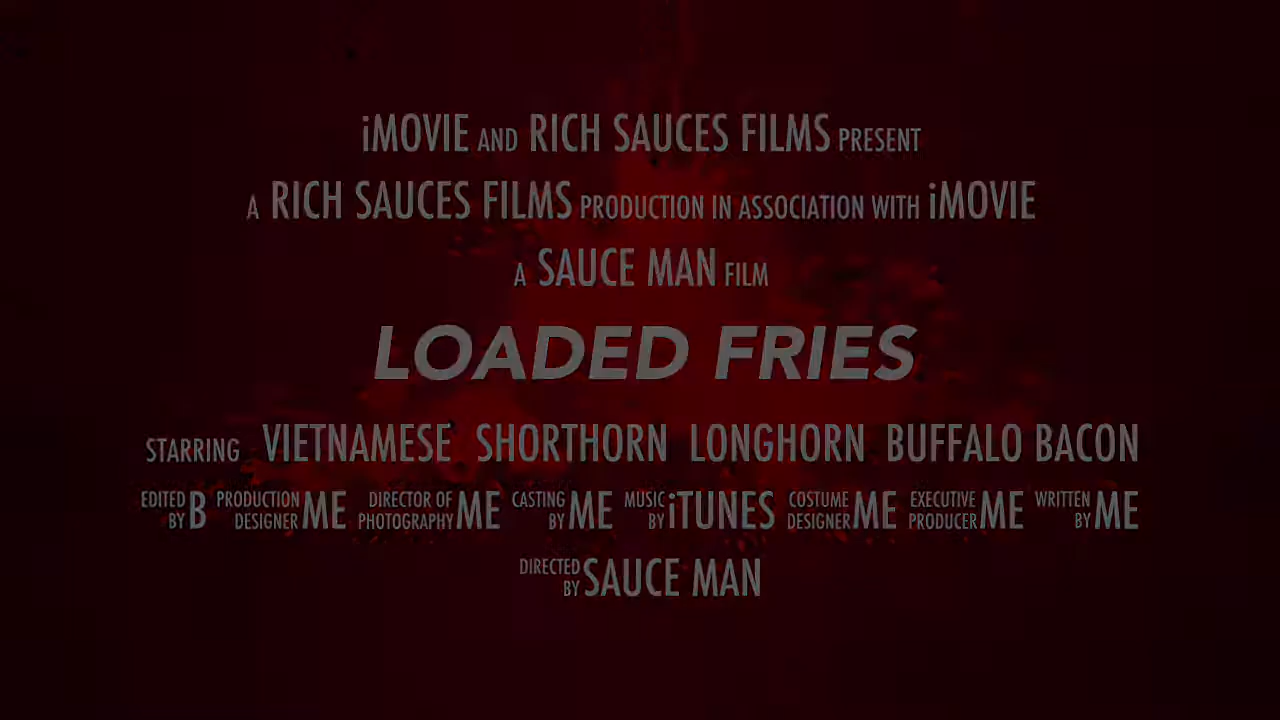 iMOVIE AND RICH SAUCES FILMS PRESENT
A RICH SAUCES FILMS PRODUCTION IN ASSOCIATION WITH iMOVIE
A SAUCE MAN FILM
LOADED FRIES
STARRING VIETNAMESE SHORTHORN LONGHORN BUFFALO BACON
EDITED BY B PRODUCTION DESIGNER ME DIRECTOR OF PHOTOGRAPHY ME CASTING BY ME MUSIC BY iTUNES COSTUME DESIGNER ME EXECUTIVE PRODUCER ME WRITTEN BY ME
DIRECTED BY SAUCE MAN